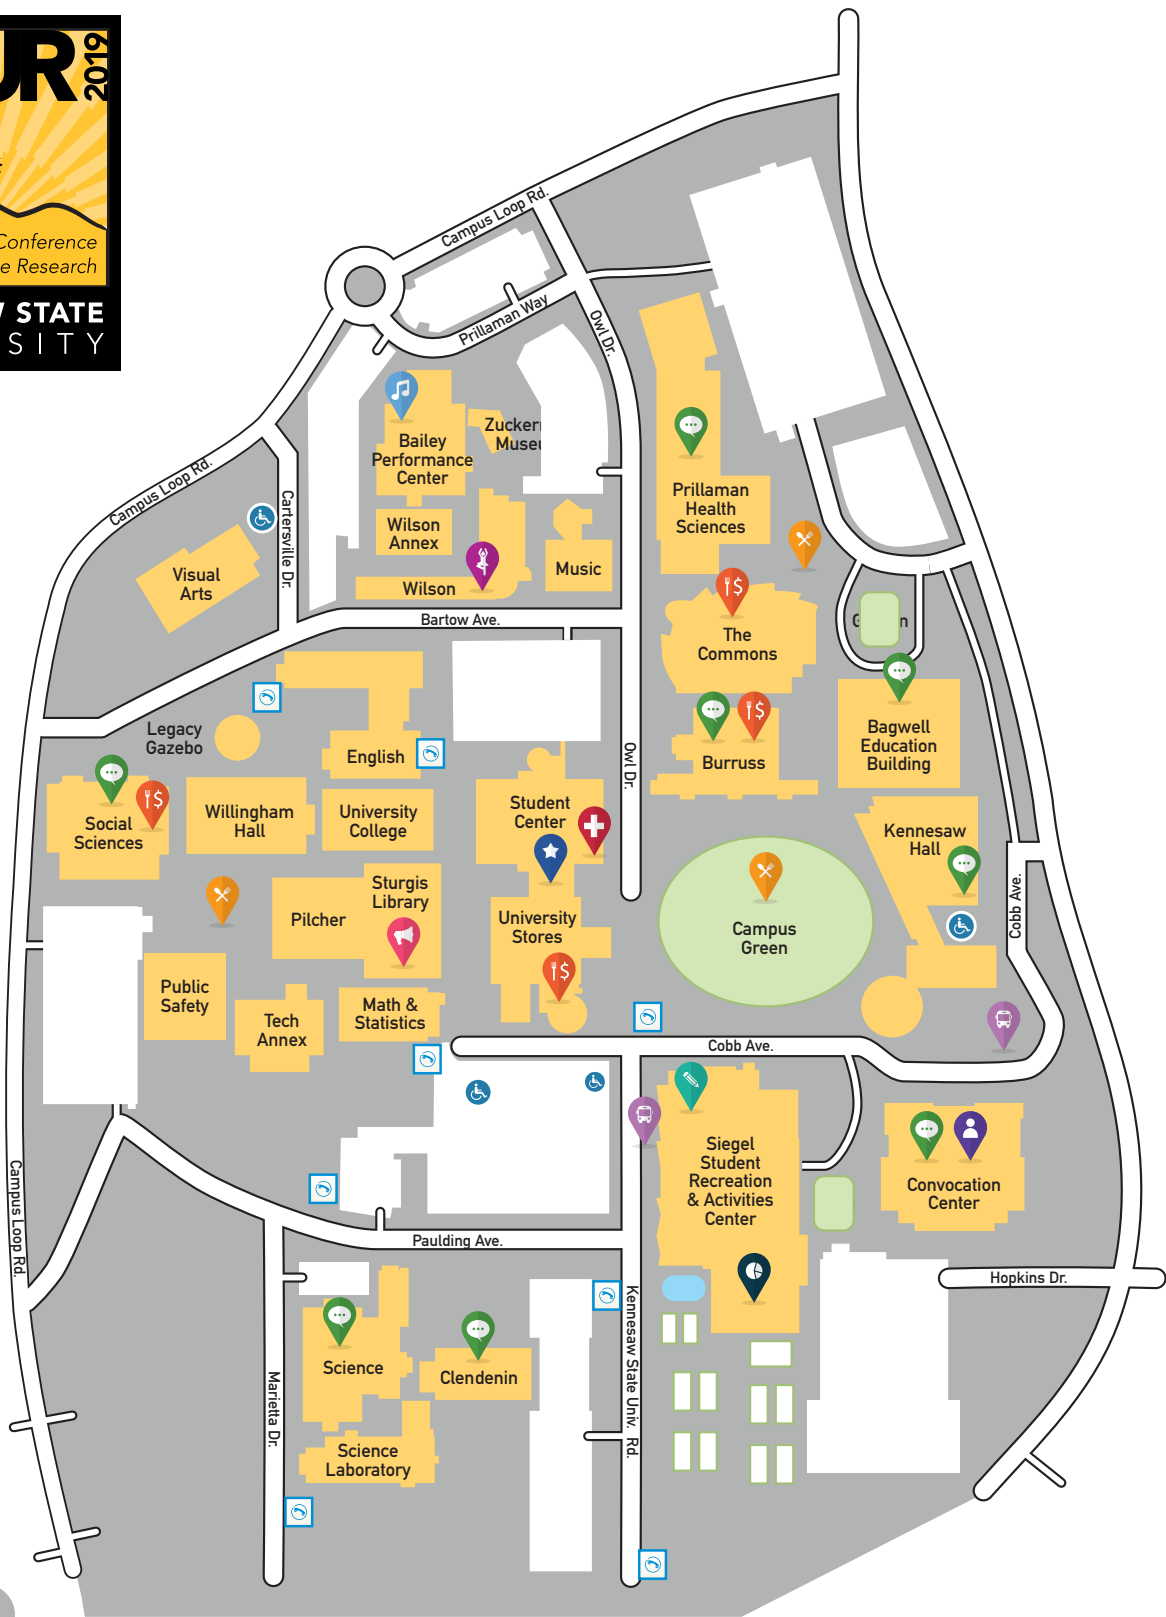 UR
2019
Conference
e Research
STATE
SITY
Campus Loop Rd.
Prillaman Way
Owl Dr.
Bailey
Performance
Center
Prillaman
Health
Sciences
Campus Loop Rd.
Cartersville Dr.
Wilson
Annex
Visual
Arts
Wilson
Music
Bartow Ave.
The
Commons
Legacy
Gazebo
English
Owl Dr.
Burruss
Bagwell
Education
Building
Social
Sciences
Willingham
Hall
University
College
Student
Center
Kennesaw
Hall
Sturgis
Library
Pilcher
University
Stores
Campus
Green
Cobb Ave.
Public
Safety
Tech
Annex
Math &
Statistics
Cobb Ave.
Siegel
Student
Recreation
& Activities
Center
Convocation
Center
Campus Loop Rd.
Paulding Ave.
Hopkins Dr.
Kennesaw State Univ. Rd.
Marietta Dr.
Science
Clendenin
Science
Laboratory